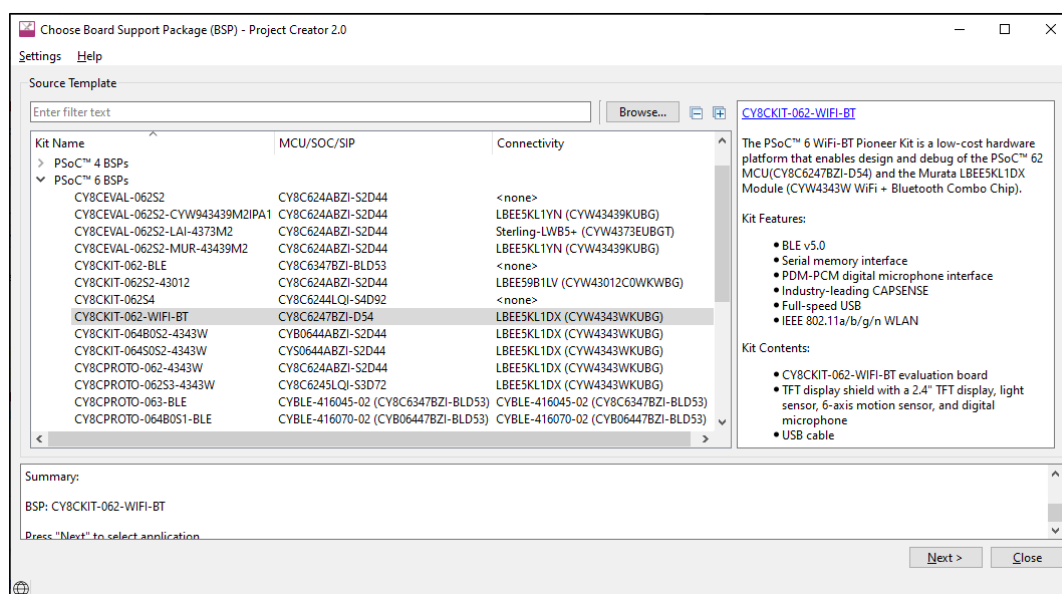 Choose Board Support Package (BSP) - Project Creator 2.0
Settings Help
Source Template
Enter filter text
Browse...
Kit Name MCU/SOC/SIP Connectivity
PSoC™ 4 BSPs
PSoC™ 6 BSPs
CY8CEVAL-062S2 CY8C624ABZI-S2D44 <none>
CY8CEVAL-062S2-CYW943439M2IPA1 CY8C624ABZI-S2D44 LBEE5KL1YN (CYW43439KUBG)
CY8CEVAL-062S2-LAI-4373M2 CY8C624ABZI-S2D44 Sterling-LWB5+ (CYW4373EUBGT)
CY8CEVAL-062S2-MUR-43439M2 CY8C624ABZI-S2D44 LBEE5KL1YN (CYW43439KUBG)
CY8CKIT-062-BLE CY8C6347BZI-BLD53 <none>
CY8CKIT-062S2-43012 CY8C624ABZI-S2D44 LBEE59B1LV (CYW43012C0WKWBG)
CY8CKIT-062S4 CY8C6244LQI-S4D92 <none>
CY8CKIT-062-WIFI-BT CY8C6247BZI-D54 LBEE5KL1DX (CYW4343WKUBG)
CY8CKIT-064B0S2-4343W CYB0644ABZI-S2D44 LBEE5KL1DX (CYW4343WKUBG)
CY8CKIT-064S0S2-4343W CYS0644ABZI-S2D44 LBEE5KL1DX (CYW4343WKUBG)
CY8CPROTO-062-4343W CY8C624ABZI-S2D44 LBEE5KL1DX (CYW4343WKUBG)
CY8CPROTO-062S3-4343W CY8C6245LQI-S3D72 LBEE5KL1DX (CYW4343WKUBG)
CY8CPROTO-063-BLE CYBLE-416045-02 (CY8C6347BZI-BLD53) CYBLE-416045-02 (CY8C6347BZI-BLD53)
CY8CPROTO-064B0S1-BLE CYBLE-416070-02 (CYB06447BZI-BLD53) CYBLE-416070-02 (CYB06447BZI-BLD53)
CY8CKIT-062-WIFI-BT
The PSoC™ 6 WiFi-BT Pioneer Kit is a low-cost hardware
platform that enables design and debug of the PSoC™ 62
MCU(CY8C6247BZI-D54) and the Murata LBEE5KL1DX
Module (CYW4343W WiFi + Bluetooth Combo Chip).
Kit Features:
● BLE v5.0
● Serial memory interface
● PDM-PCM digital microphone interface
● Industry-leading CAPSENSE
● Full-speed USB
● IEEE 802.11a/b/g/n WLAN
Kit Contents:
● CY8CKIT-062-WIFI-BT evaluation board
● TFT display shield with a 2.4" TFT display, light
sensor, 6-axis motion sensor, and digital
microphone
● USB cable
Summary:
BSP: CY8CKIT-062-WIFI-BT
Press "Next" to select application
Next > Close